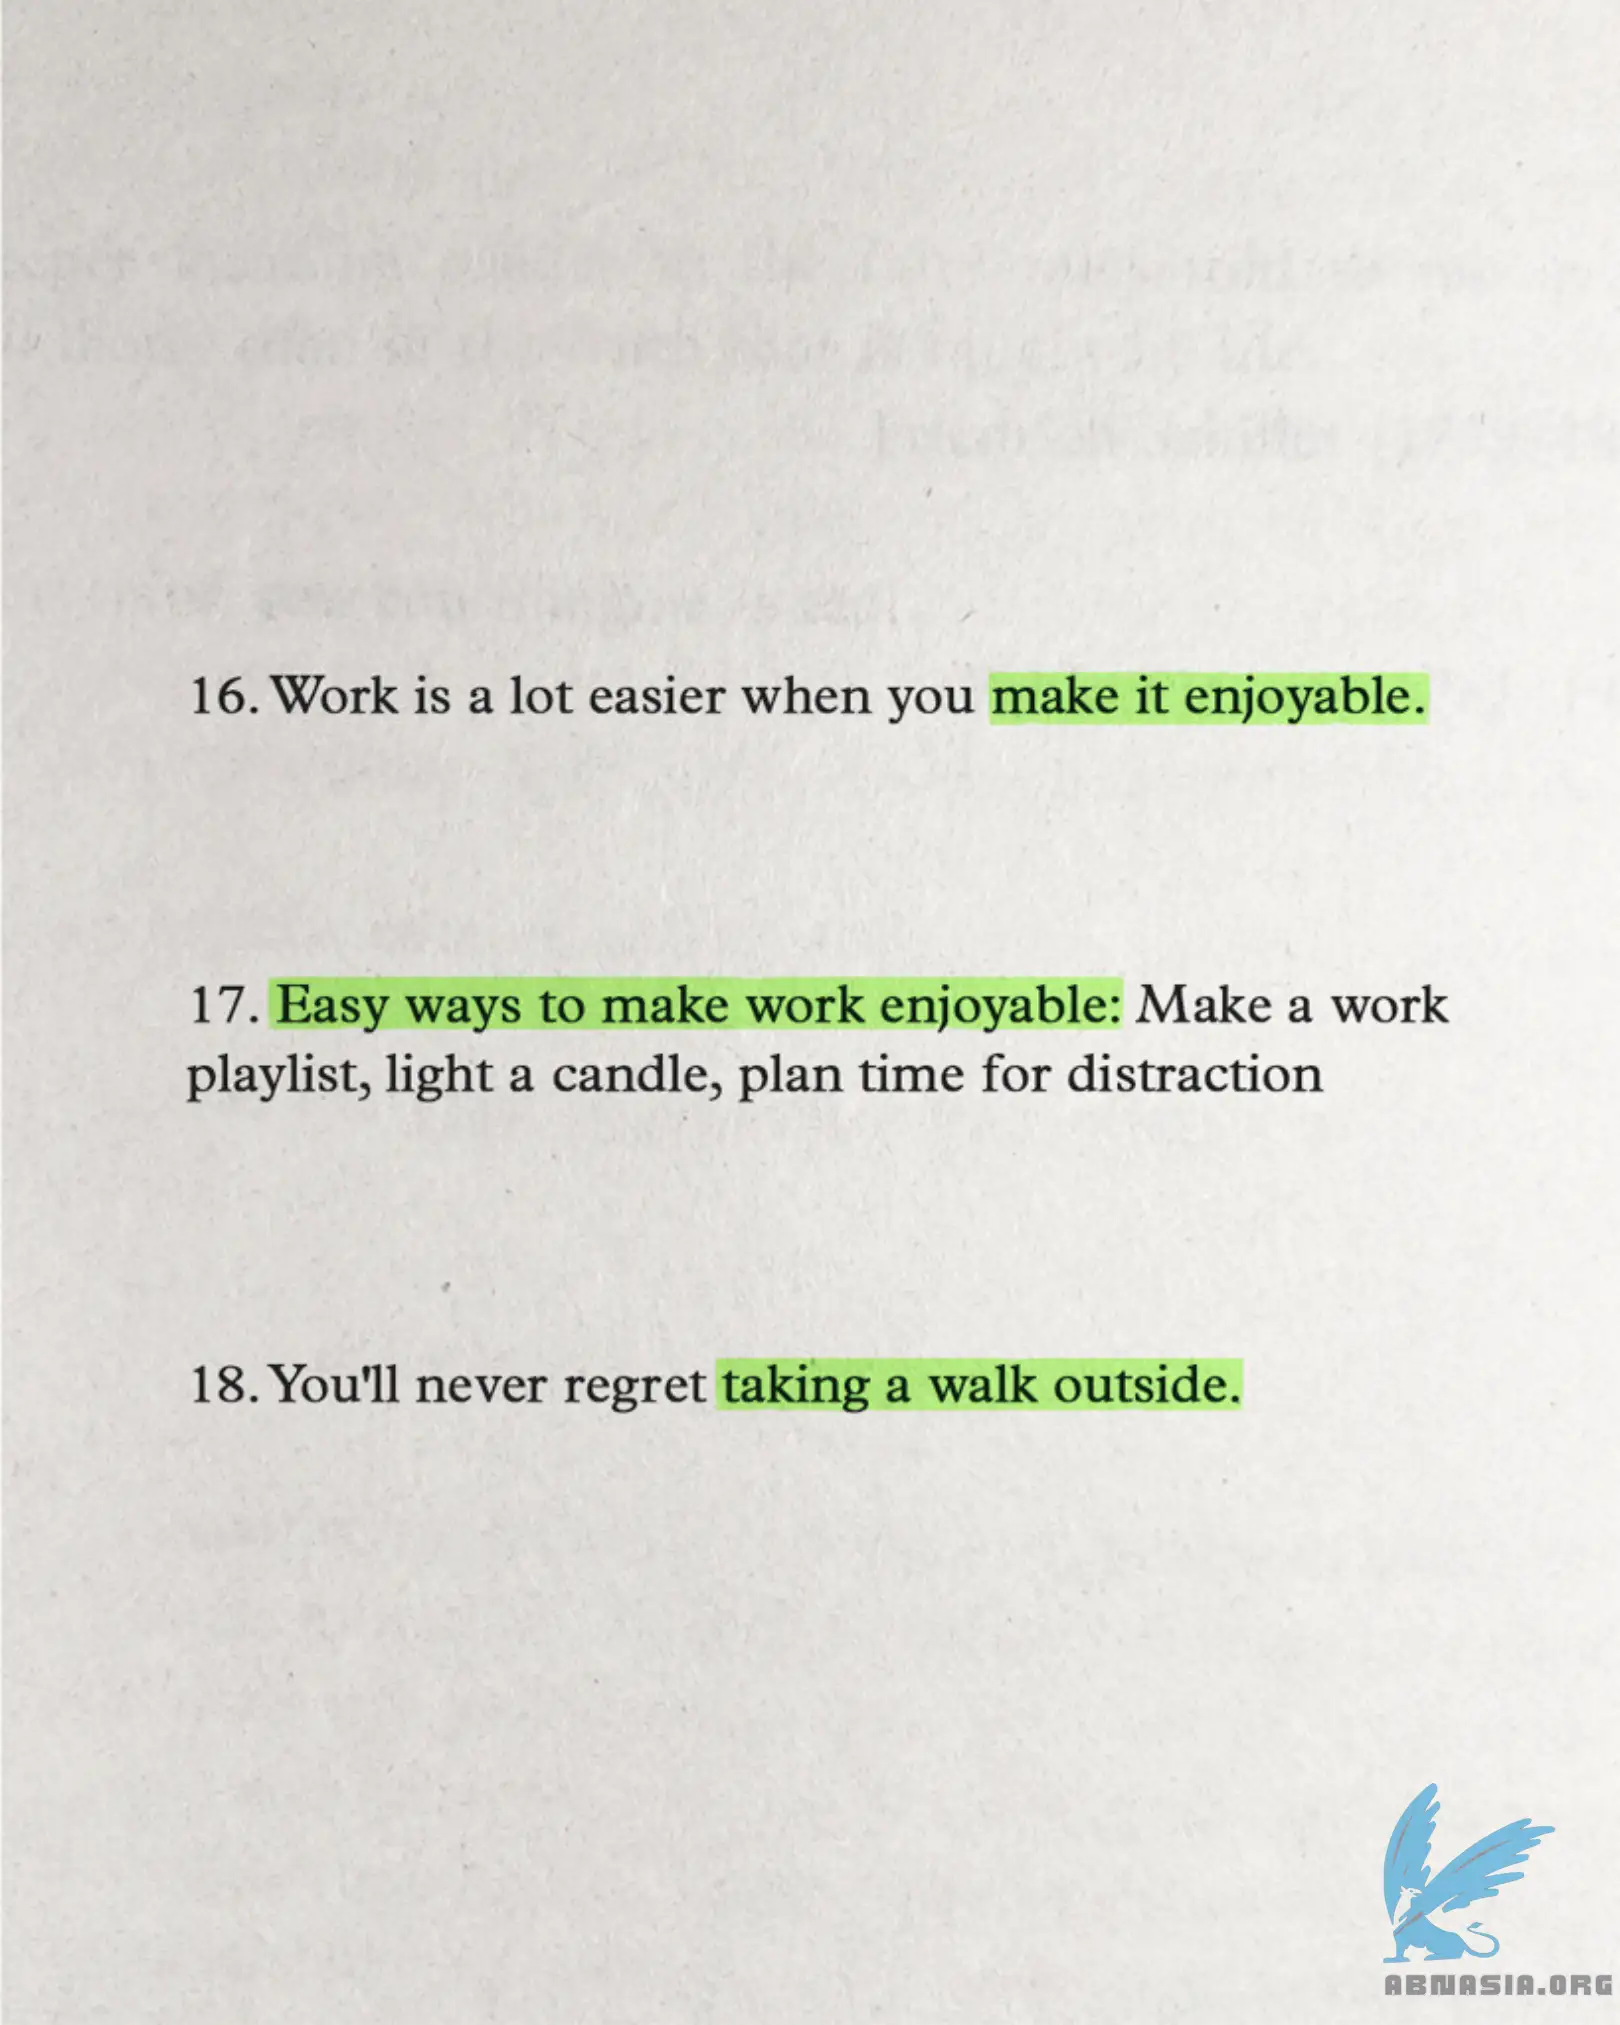 16. Work is a lot easier when you make it enjoyable.
17. Easy ways to make work enjoyable: Make a work
playlist, light a candle, plan time for distraction
18. You'll never regret taking a walk outside.
ABNASIA.ORG